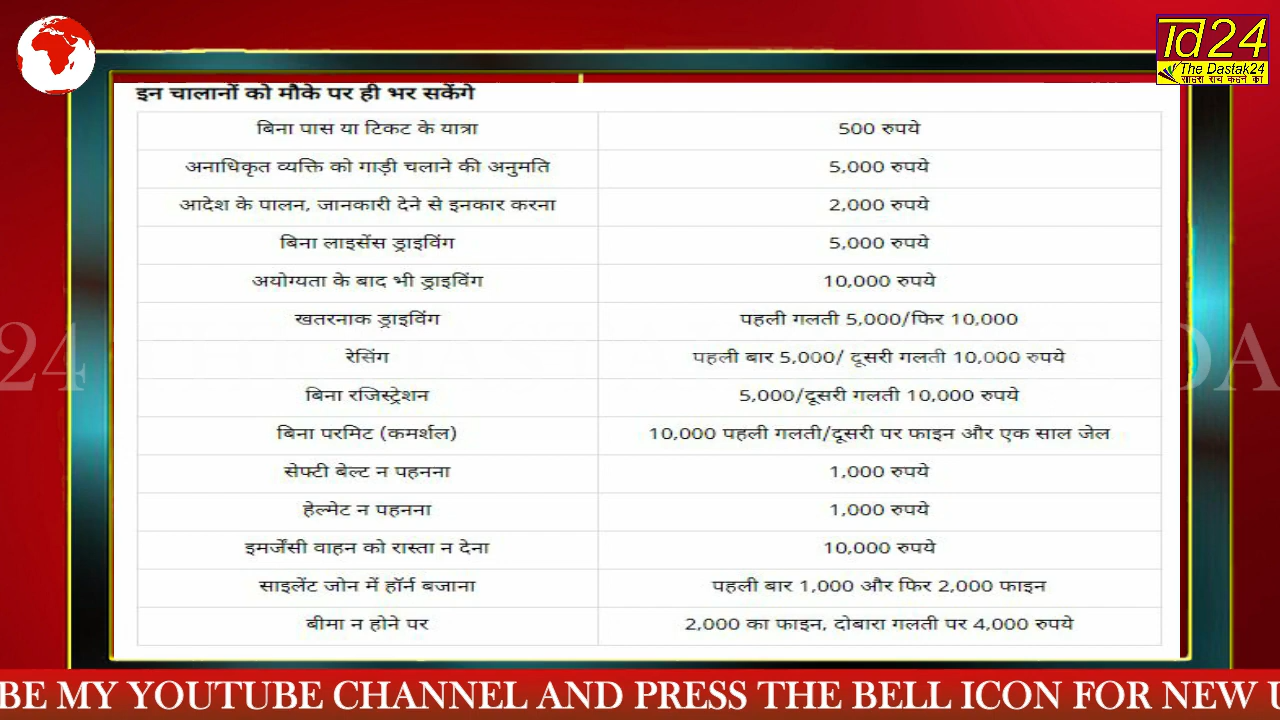 Td24
The Dastak24
साहस सच कहने का
इन चालानों को मौके पर ही भर सकेंगे
बिना पास या टिकट के यात्रा 500 रुपये
अनाधिकृत व्यक्ति को गाड़ी चलाने की अनुमति 5,000 रुपये
आदेश के पालन, जानकारी देने से इनकार करना 2,000 रुपये
बिना लाइसेंस ड्राइविंग 5,000 रुपये
अयोग्यता के बाद भी ड्राइविंग 10,000 रुपये
खतरनाक ड्राइविंग पहली गलती 5,000/फिर 10,000
रेसिंग पहली बार 5,000/ दूसरी गलती 10,000 रुपये
बिना रजिस्ट्रेशन 5,000/दूसरी गलती 10,000 रुपये
बिना परमिट (कमर्शल) 10,000 पहली गलती/दूसरी पर फाइन और एक साल जेल
सेफ्टी बेल्ट न पहनना 1,000 रुपये
हेल्मेट न पहनना 1,000 रुपये
इमर्जेंसी वाहन को रास्ता न देना 10,000 रुपये
साइलेंट जोन में हॉर्न बजाना पहली बार 1,000 और फिर 2,000 फाइन
बीमा न होने पर 2,000 का फाइन, दोबारा गलती पर 4,000 रुपये
24 DA
BE MY YOUTUBE CHANNEL AND PRESS THE BELL ICON FOR NEW U